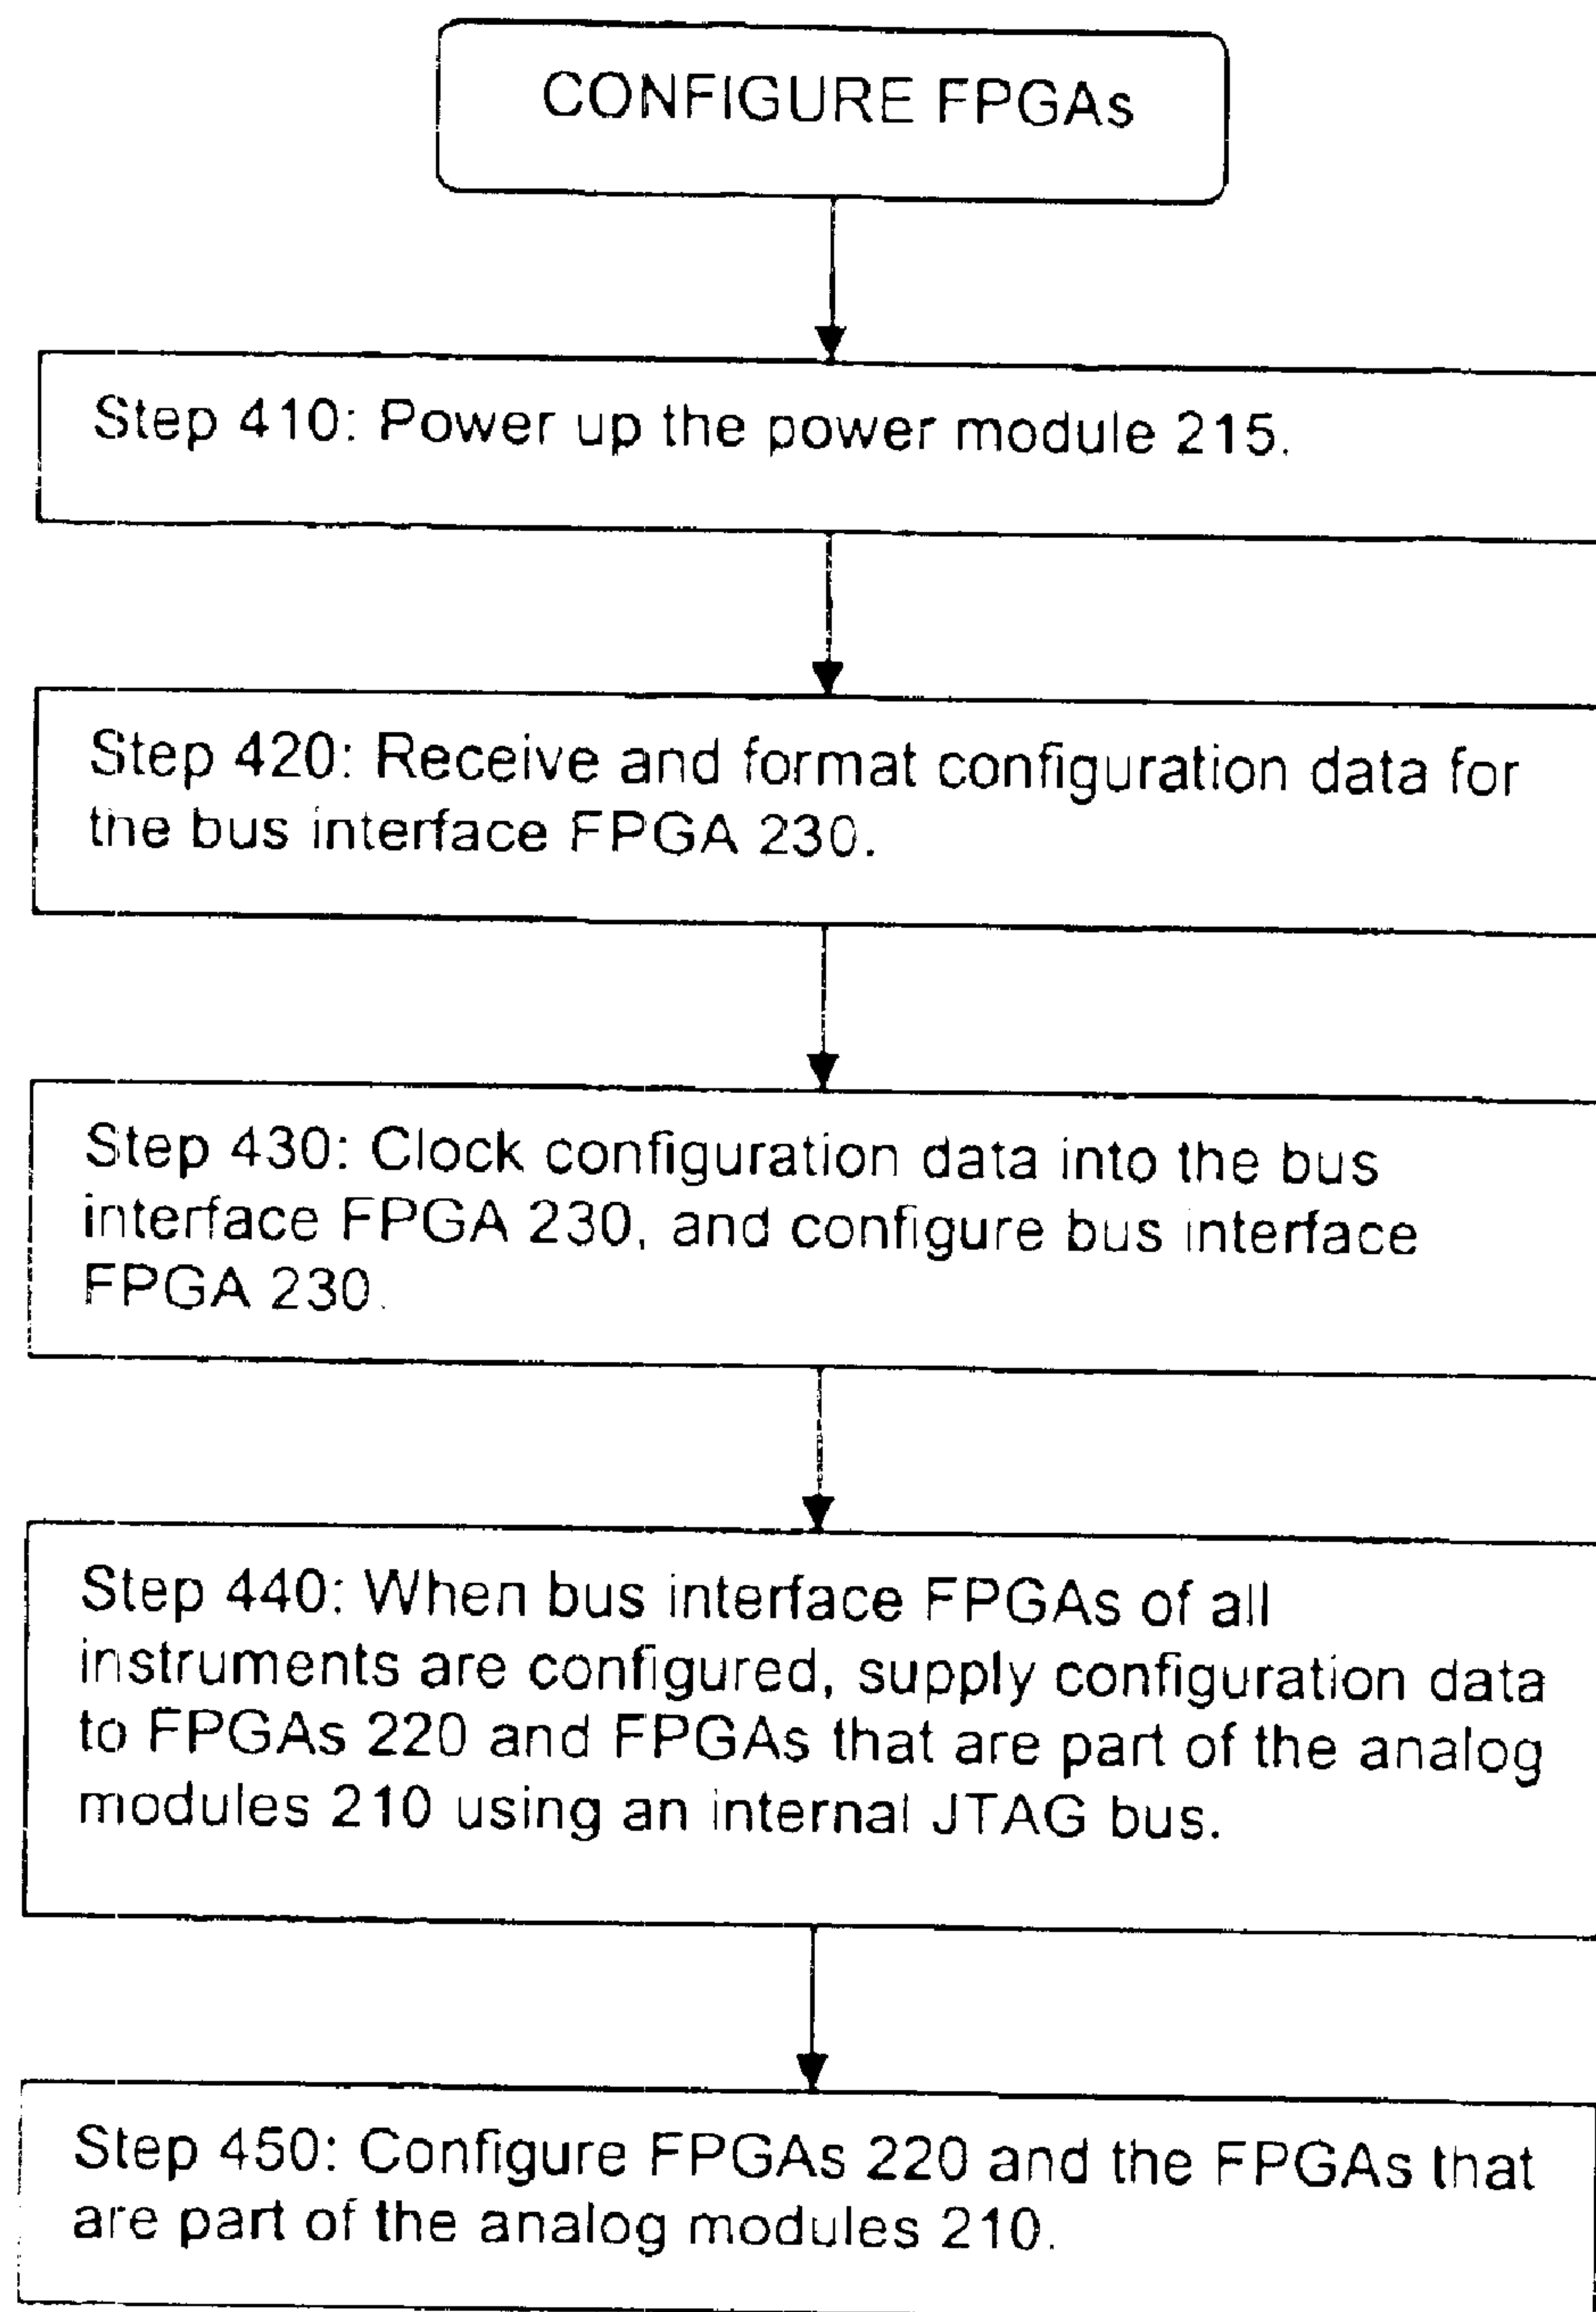 CONFIGURE FPGAs
Step 410: Power up the power module 215.
Step 420: Receive and format configuration data for
the bus interface FPGA 230.
Step 430: Clock configuration data into the bus
interface FPGA 230, and configure bus interface
FPGA 230.
Step 440: When bus interface FPGAs of all
instruments are configured, supply configuration data
to FPGAs 220 and FPGAs that are part of the analog
modules 210 using an internal JTAG bus.
Step 450: Configure FPGAs 220 and the FPGAs that
are part of the analog modules 210.